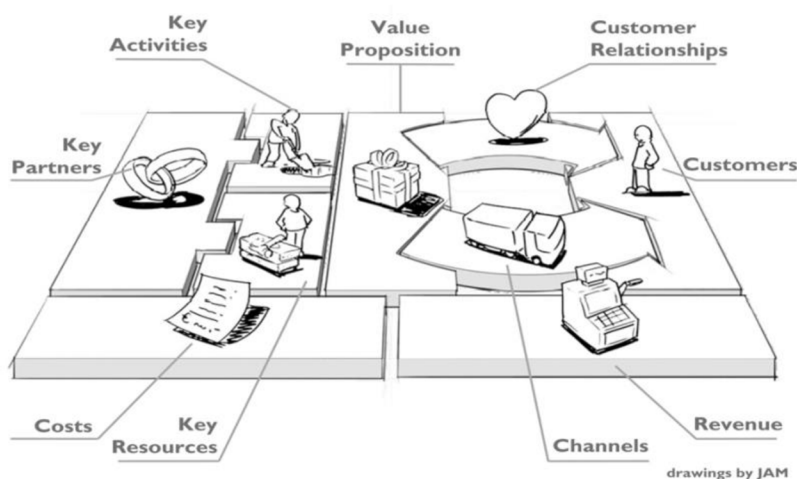 Key
Activities
Value
Proposition
Customer
Relationships
Key
Partners
Customers
Costs
Key
Resources
Channels
Revenue
drawings by JAM